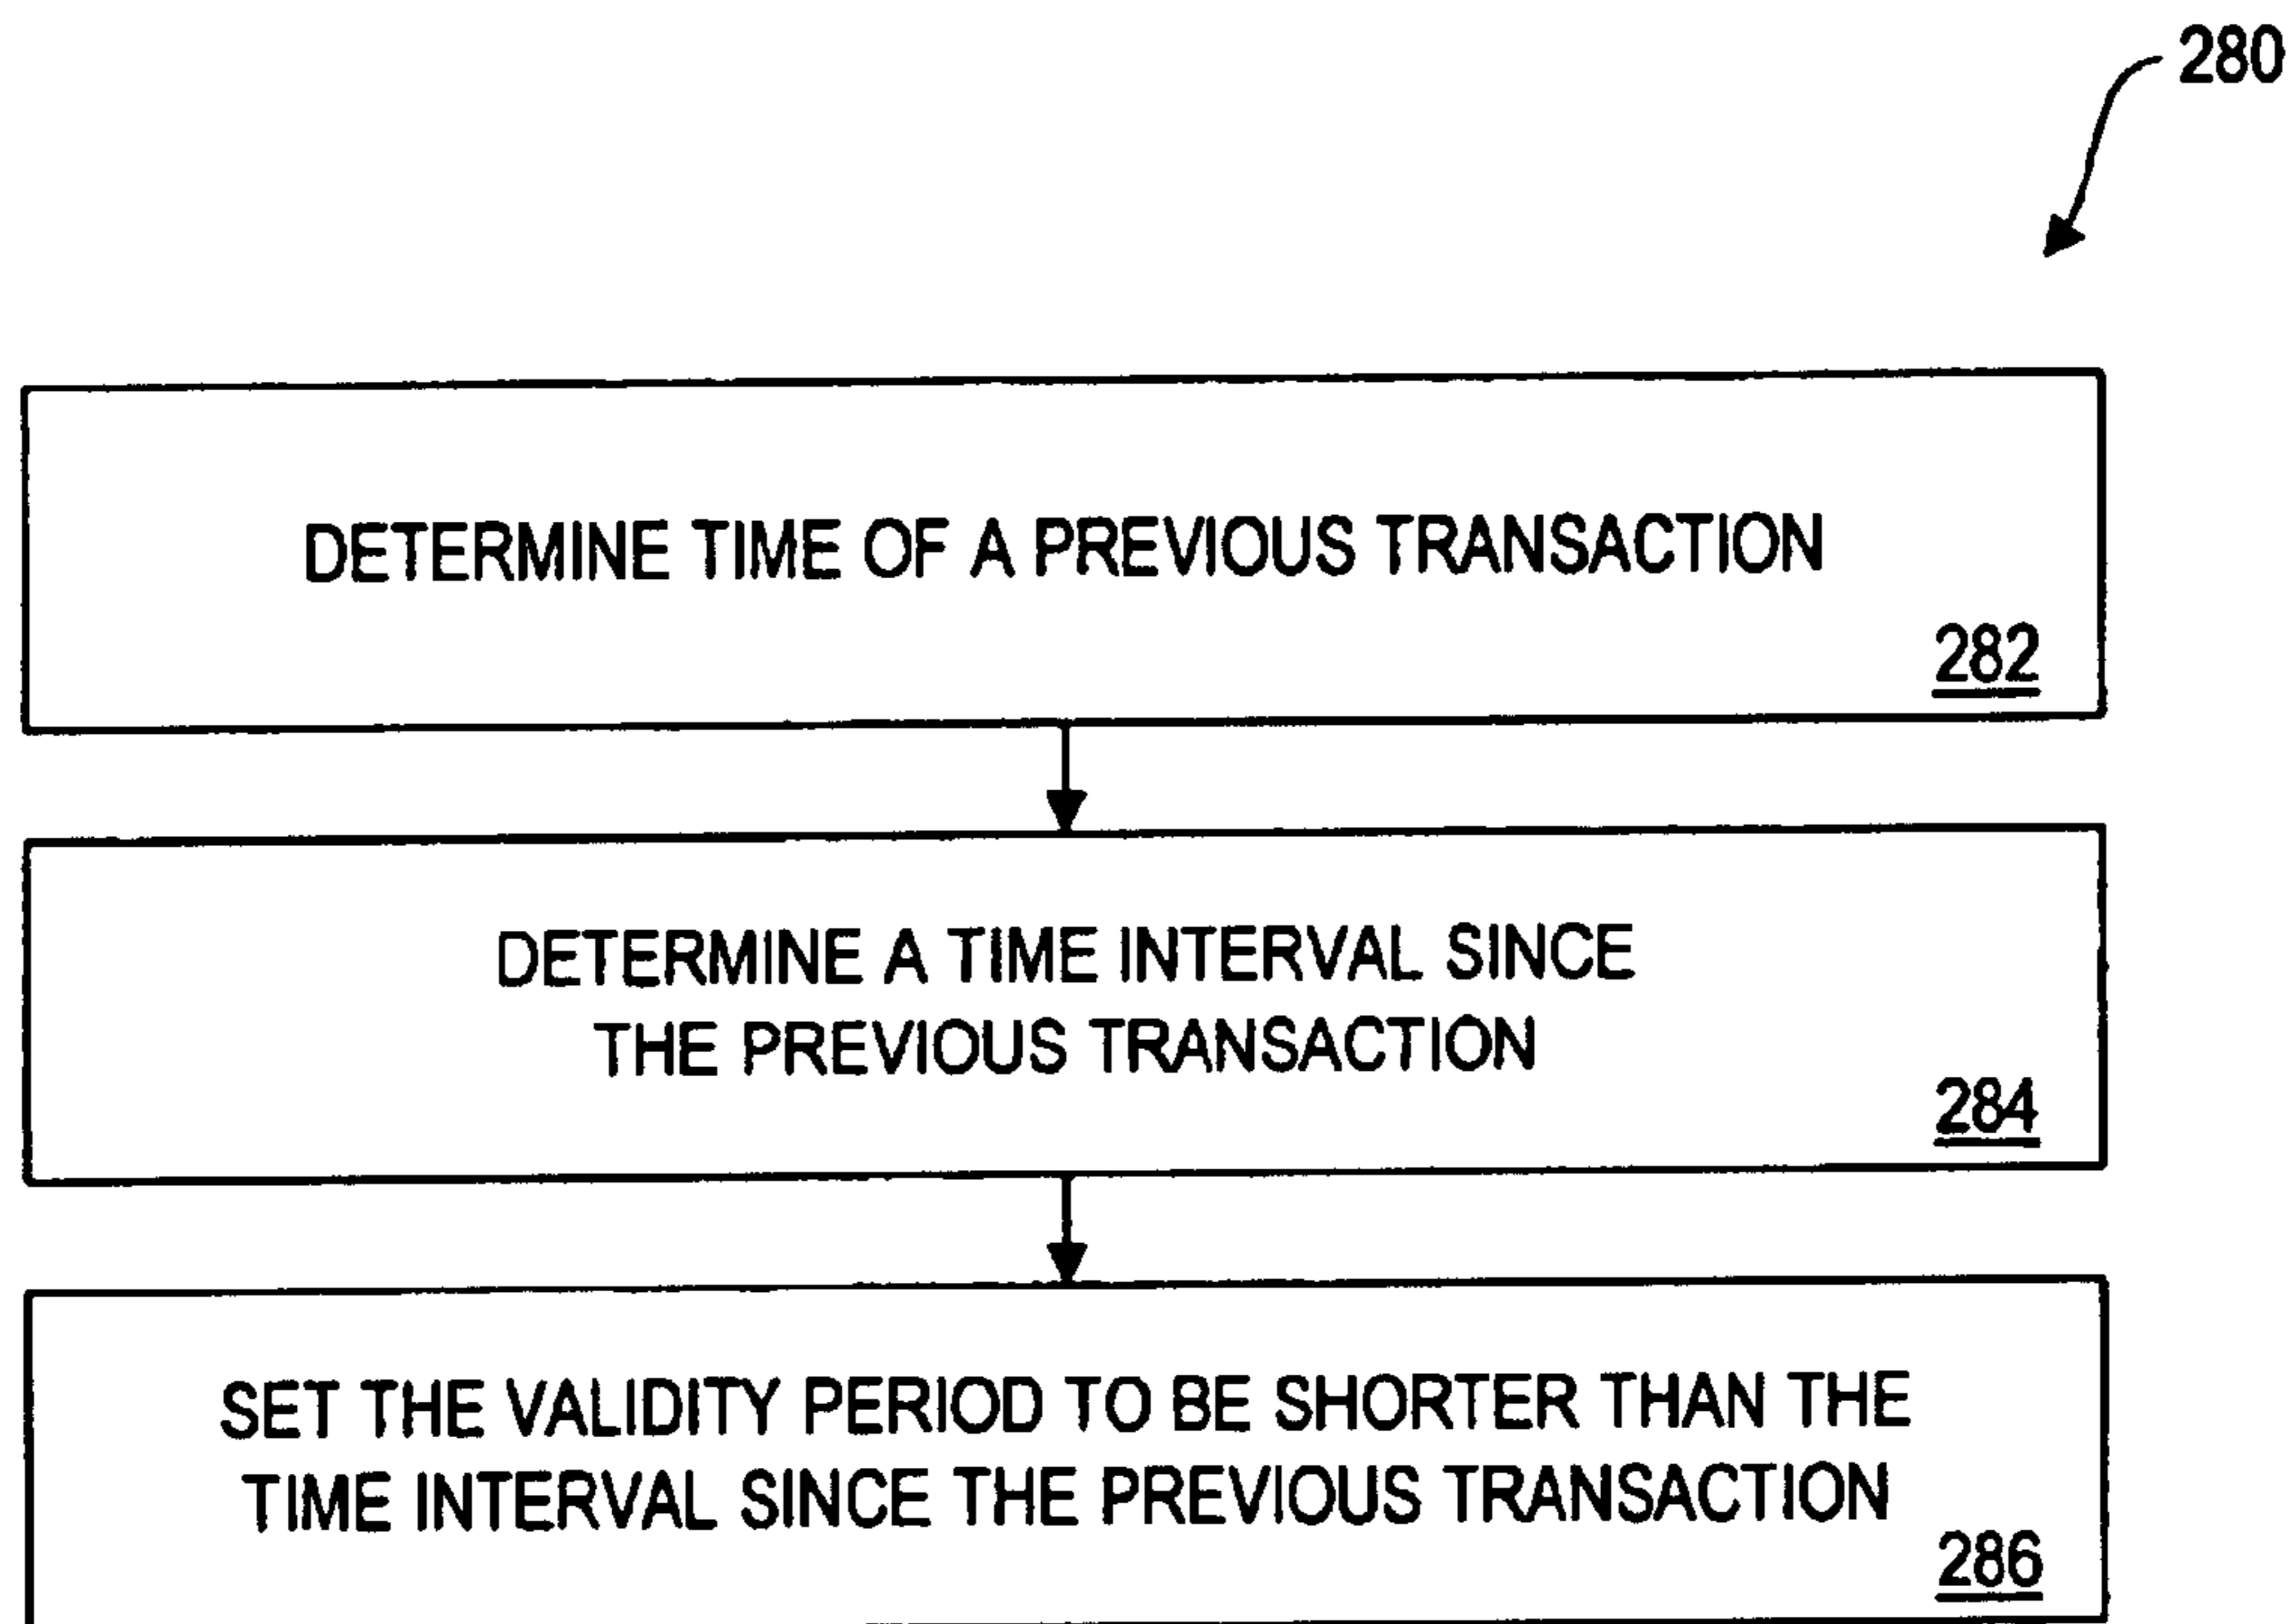 280
DETERMINE TIME OF A PREVIOUS TRANSACTION
282
DETERMINE A TIME INTERVAL SINCE
THE PREVIOUS TRANSACTION
284
SET THE VALIDITY PERIOD TO BE SHORTER THAN THE
TIME INTERVAL SINCE THE PREVIOUS TRANSACTION
286